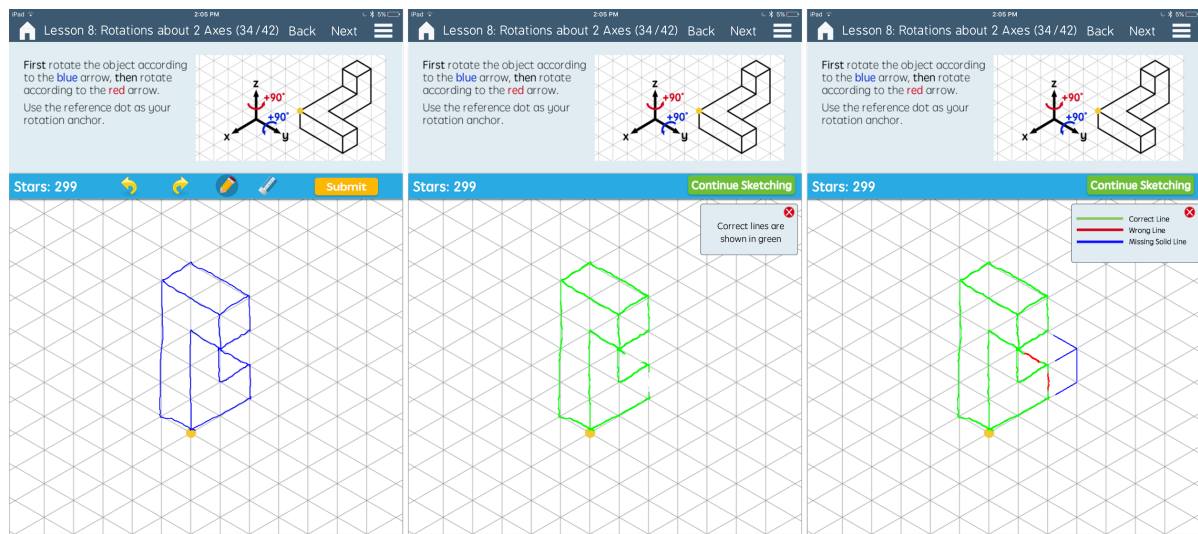 iPad 2:05 PM 5%
Lesson 8: Rotations about 2 Axes (34/42) Back Next
First rotate the object according
to the blue arrow, then rotate
according to the red arrow.
Use the reference dot as your
rotation anchor.
z
+90°
+90°
x
y
Stars: 299
Submit
iPad 2:05 PM 5%
Lesson 8: Rotations about 2 Axes (34/42) Back Next
First rotate the object according
to the blue arrow, then rotate
according to the red arrow.
Use the reference dot as your
rotation anchor.
z
+90°
+90°
x
y
Stars: 299
Continue Sketching
Correct lines are
shown in green
iPad 2:05 PM 5%
Lesson 8: Rotations about 2 Axes (34/42) Back Next
First rotate the object according
to the blue arrow, then rotate
according to the red arrow.
Use the reference dot as your
rotation anchor.
z
+90°
+90°
x
y
Stars: 299
Continue Sketching
Correct Line
Wrong Line
Missing Solid Line